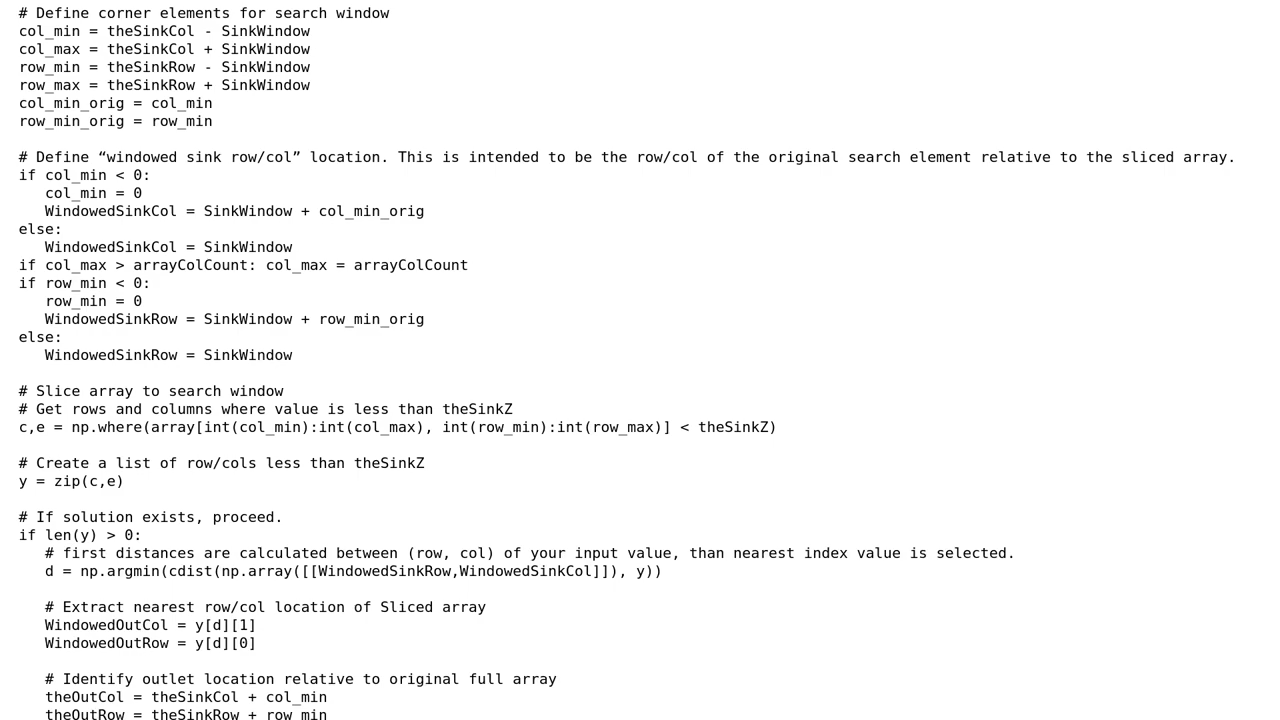 # Define corner elements for search window
col_min = theSinkCol - SinkWindow
col_max = theSinkCol + SinkWindow
row_min = theSinkRow - SinkWindow
row_max = theSinkRow + SinkWindow
col_min_orig = col_min
row_min_orig = row_min

# Define “windowed sink row/col” location. This is intended to be the row/col of the original search element relative to the sliced array.
if col_min < 0:
   col_min = 0
   WindowedSinkCol = SinkWindow + col_min_orig
else:
   WindowedSinkCol = SinkWindow
if col_max > arrayColCount: col_max = arrayColCount
if row_min < 0:
   row_min = 0
   WindowedSinkRow = SinkWindow + row_min_orig
else:
   WindowedSinkRow = SinkWindow

# Slice array to search window
# Get rows and columns where value is less than theSinkZ
c,e = np.where(array[int(col_min):int(col_max), int(row_min):int(row_max)] < theSinkZ)

# Create a list of row/cols less than theSinkZ
y = zip(c,e)

# If solution exists, proceed.
if len(y) > 0:
   # first distances are calculated between (row, col) of your input value, than nearest index value is selected.
   d = np.argmin(cdist(np.array([[WindowedSinkRow,WindowedSinkCol]]), y))

   # Extract nearest row/col location of Sliced array
   WindowedOutCol = y[d][1]
   WindowedOutRow = y[d][0]

   # Identify outlet location relative to original full array
   theOutCol = theSinkCol + col_min
   theOutRow = theSinkRow + row_min